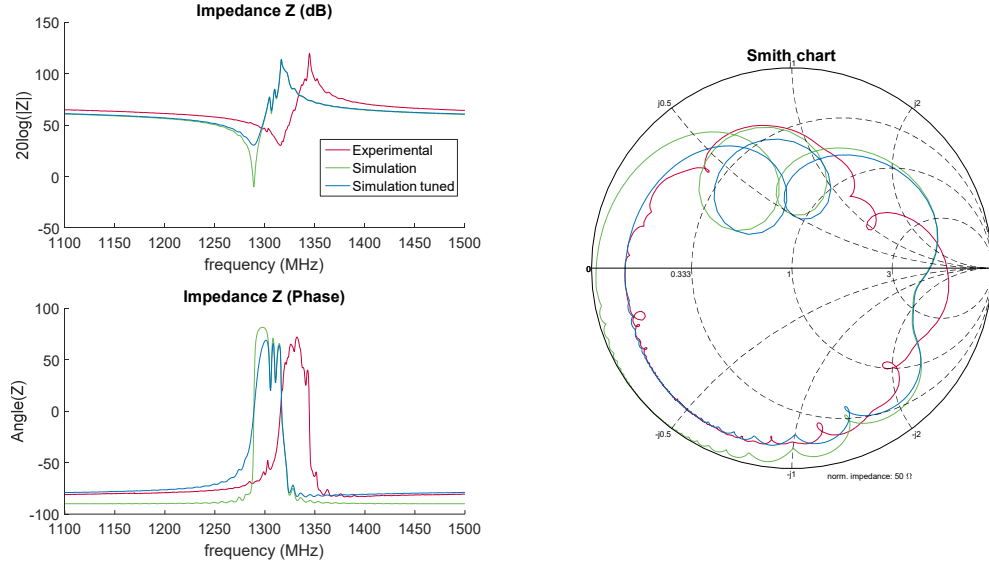 Impedance Z (dB)
150
100
50
0
-50
20log(|Z|)
1100 1150 1200 1250 1300 1350 1400 1450 1500
frequency (MHz)
Experimental
Simulation
Simulation tuned
Impedance Z (Phase)
100
50
0
-50
-100
Angle(Z)
1100 1150 1200 1250 1300 1350 1400 1450 1500
frequency (MHz)
Smith chart
j1
j0.5
j2
0
0.333
1
3
-j0.5
-j2
-j1
norm. impedance: 50 Ω